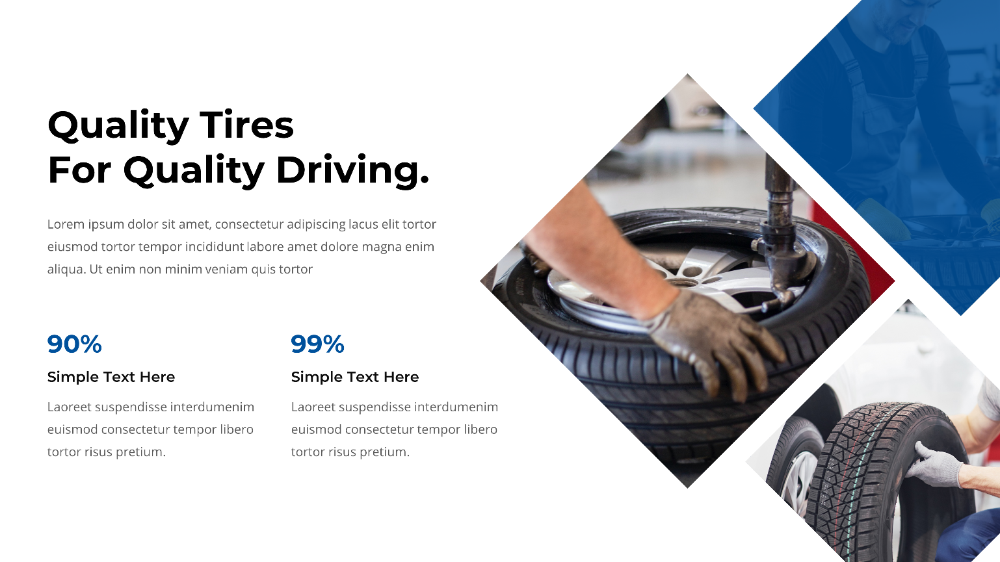 Quality Tires
For Quality Driving.
Lorem ipsum dolor sit amet, consectetur adipiscing lacus elit tortor
eiusmod tortor tempor incididunt labore amet dolore magna enim
aliqua. Ut enim non minim veniam quis tortor
90%
Simple Text Here
Laoreet suspendisse interdumenim
euismod consectetur tempor libero
tortor risus pretium.
99%
Simple Text Here
Laoreet suspendisse interdumenim
euismod consectetur tempor libero
tortor risus pretium.